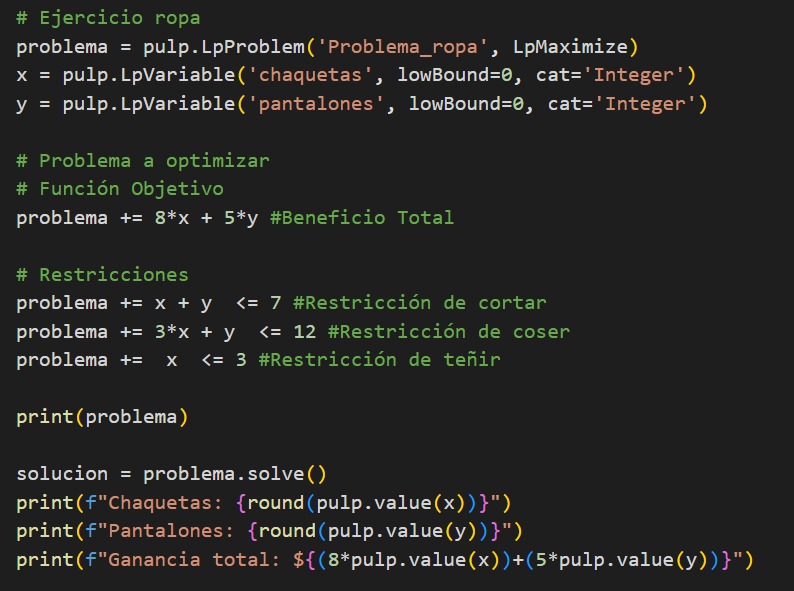 # Ejercicio ropa
problema = pulp.LpProblem('Problema_ropa', LpMaximize)
x = pulp.LpVariable('chaquetas', lowBound=0, cat='Integer')
y = pulp.LpVariable('pantalones', lowBound=0, cat='Integer')
# Problema a optimizar
# Función Objetivo
problema += 8*x + 5*y #Beneficio Total
# Restricciones
problema += x + y  <= 7 #Restricción de cortar
problema += 3*x + y  <= 12 #Restricción de coser
problema +=  x  <= 3 #Restricción de teñir
print(problema)
solucion = problema.solve()
print(f"Chaquetas: {round(pulp.value(x))}")
print(f"Pantalones: {round(pulp.value(y))}")
print(f"Ganancia total: ${(8*pulp.value(x))+(5*pulp.value(y))}")